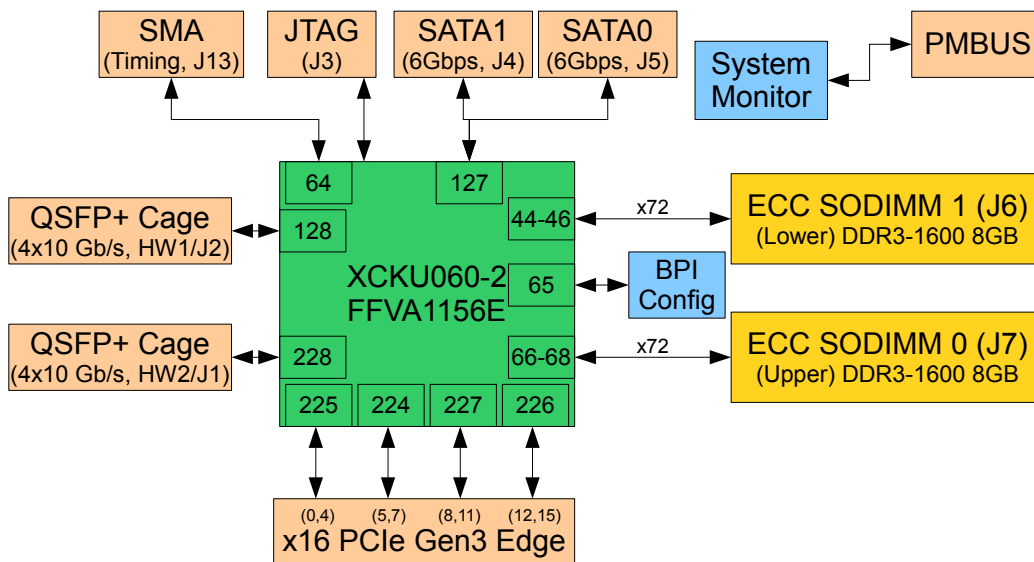 SMA
(Timing, J13)
JTAG
(J3)
SATA1
(6Gbps, J4)
SATA0
(6Gbps, J5)
System
Monitor
PMBUS
64
127
QSFP+ Cage
(4x10 Gb/s, HW1/J2)
128
44-46
x72
ECC SODIMM 1 (J6)
(Lower) DDR3-1600 8GB
XCKU060-2
FFVA1156E
65
BPI
Config
QSFP+ Cage
(4x10 Gb/s, HW2/J1)
228
66-68
x72
ECC SODIMM 0 (J7)
(Upper) DDR3-1600 8GB
225
224
227
226
(0,4)
(5,7)
(8,11)
(12,15)
x16 PCIe Gen3 Edge